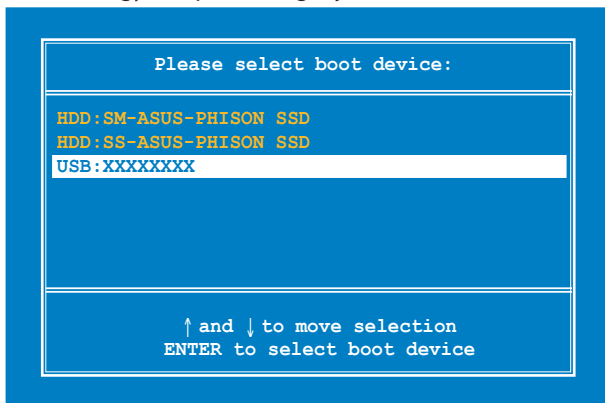 Please select boot device:
HDD:SM-ASUS-PHISON SSD
HDD:SS-ASUS-PHISON SSD
USB:XXXXXXXX
↑ and ↓ to move selection
ENTER to select boot device